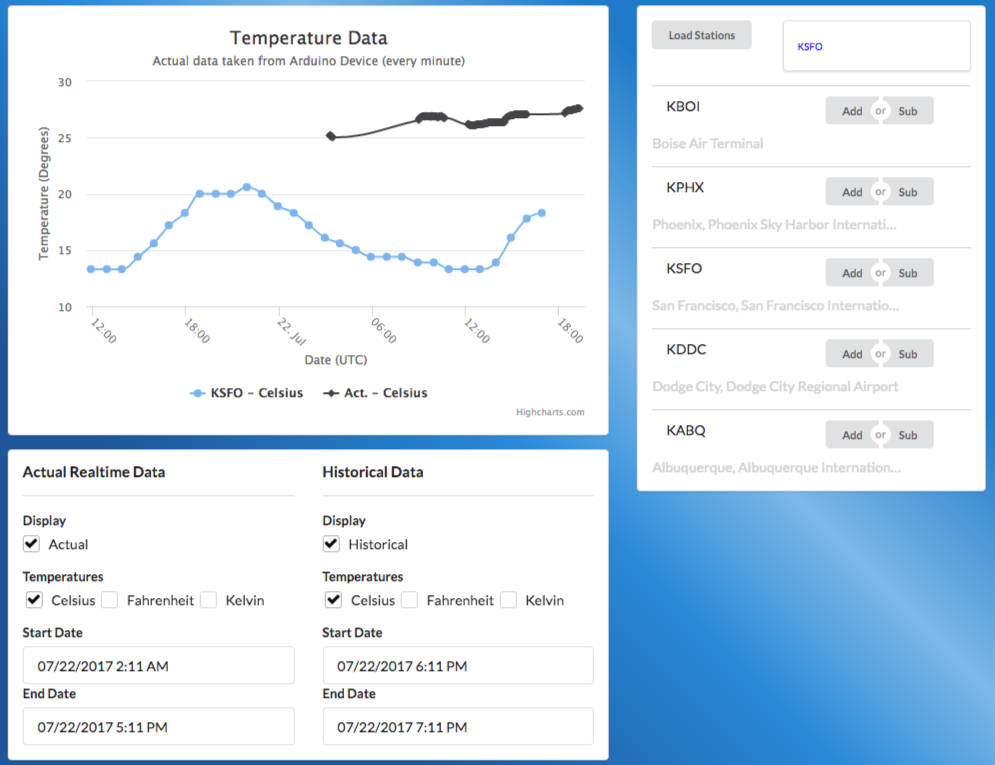 Temperature Data
Actual data taken from Arduino Device (every minute)
Temperature (Degrees)
30
25
20
15
10
12:00
18:00
22. Jul
06:00
12:00
18:00
Date (UTC)
KSFO – Celsius
Act. – Celsius
Highcharts.com
Load Stations
KSFO
KBOI
Add or Sub
Boise Air Terminal
KPHX
Add or Sub
Phoenix, Phoenix Sky Harbor Internati...
KSFO
Add or Sub
San Francisco, San Francisco Internatio...
KDDC
Add or Sub
Dodge City, Dodge City Regional Airport
KABQ
Add or Sub
Albuquerque, Albuquerque Internation...
Actual Realtime Data
Display
Actual
Temperatures
Celsius Fahrenheit Kelvin
Start Date
07/22/2017 2:11 AM
End Date
07/22/2017 5:11 PM
Historical Data
Display
Historical
Temperatures
Celsius Fahrenheit Kelvin
Start Date
07/22/2017 6:11 PM
End Date
07/22/2017 7:11 PM